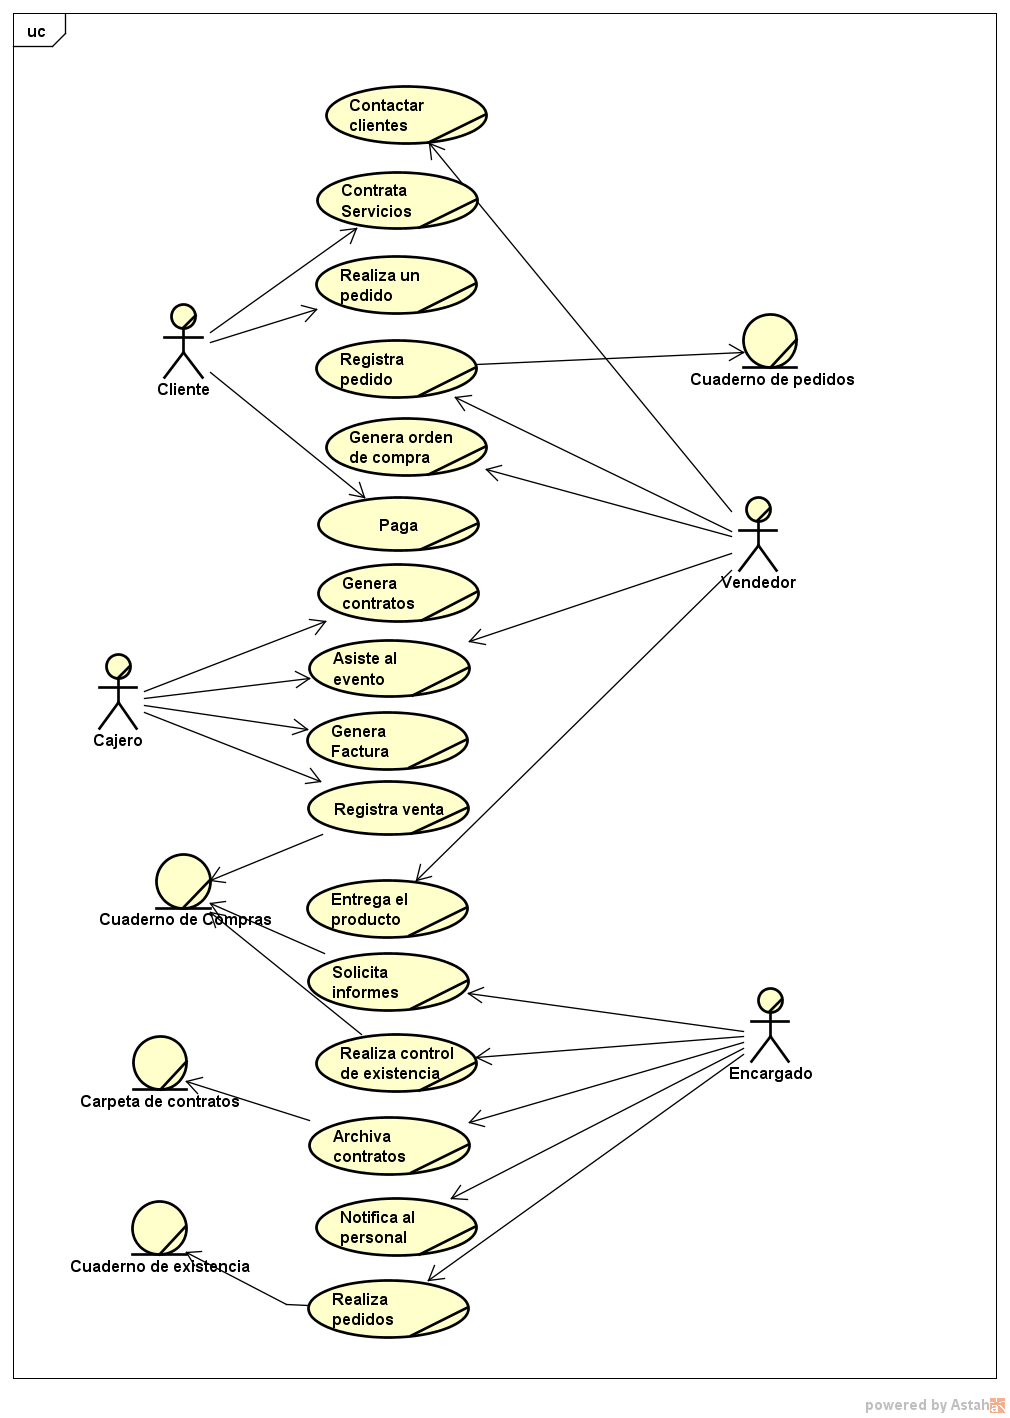 uc
Contactar
clientes
Contrata
Servicios
Realiza un
pedido
Cliente
Registra
pedido
Cuaderno de pedidos
Genera orden
de compra
Paga
Vendedor
Genera
contratos
Asiste al
evento
Cajero
Genera
Factura
Registra venta
Cuaderno de Compras
Entrega el
producto
Solicita
informes
Realiza control
de existencia
Encargado
Carpeta de contratos
Archiva
contratos
Notifica al
personal
Cuaderno de existencia
Realiza
pedidos
powered by Astah